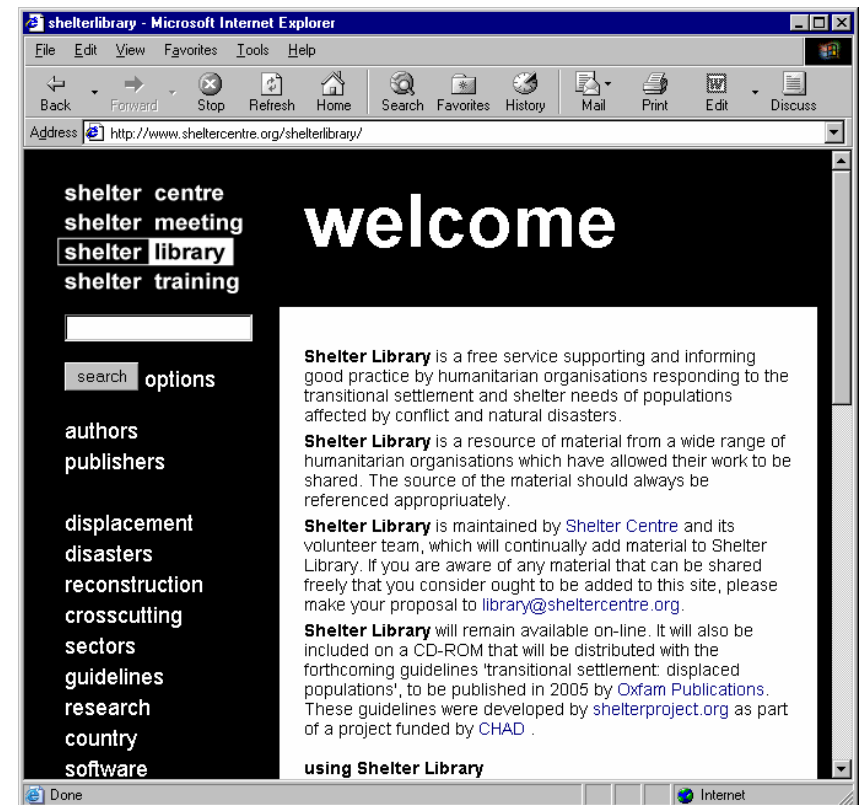 shelterlibrary - Microsoft Internet Explorer
File Edit View Favorites Tools Help
Back Forward Stop Refresh Home Search Favorites History Mail Print Edit Discuss
Address http://www.sheltercentre.org/shelterlibrary/
shelter centre
shelter meeting
shelter library
shelter training
search options
authors
publishers
displacement
disasters
reconstruction
crosscutting
sectors
guidelines
research
country
software
welcome
Shelter Library is a free service supporting and informing
good practice by humanitarian organisations responding to the
transitional settlement and shelter needs of populations
affected by conflict and natural disasters.
Shelter Library is a resource of material from a wide range of
humanitarian organisations which have allowed their work to be
shared. The source of the material should always be
referenced appropriuately.
Shelter Library is maintained by Shelter Centre and its
volunteer team, which will continually add material to Shelter
Library. If you are aware of any material that can be shared
freely that you consider ought to be added to this site, please
make your proposal to library@sheltercentre.org.
Shelter Library will remain available on-line. It will also be
included on a CD-ROM that will be distributed with the
forthcoming guidelines 'transitional settlement: displaced
populations', to be published in 2005 by Oxfam Publications.
These guidelines were developed by shelterproject.org as part
of a project funded by CHAD .
using Shelter Library
Done Internet